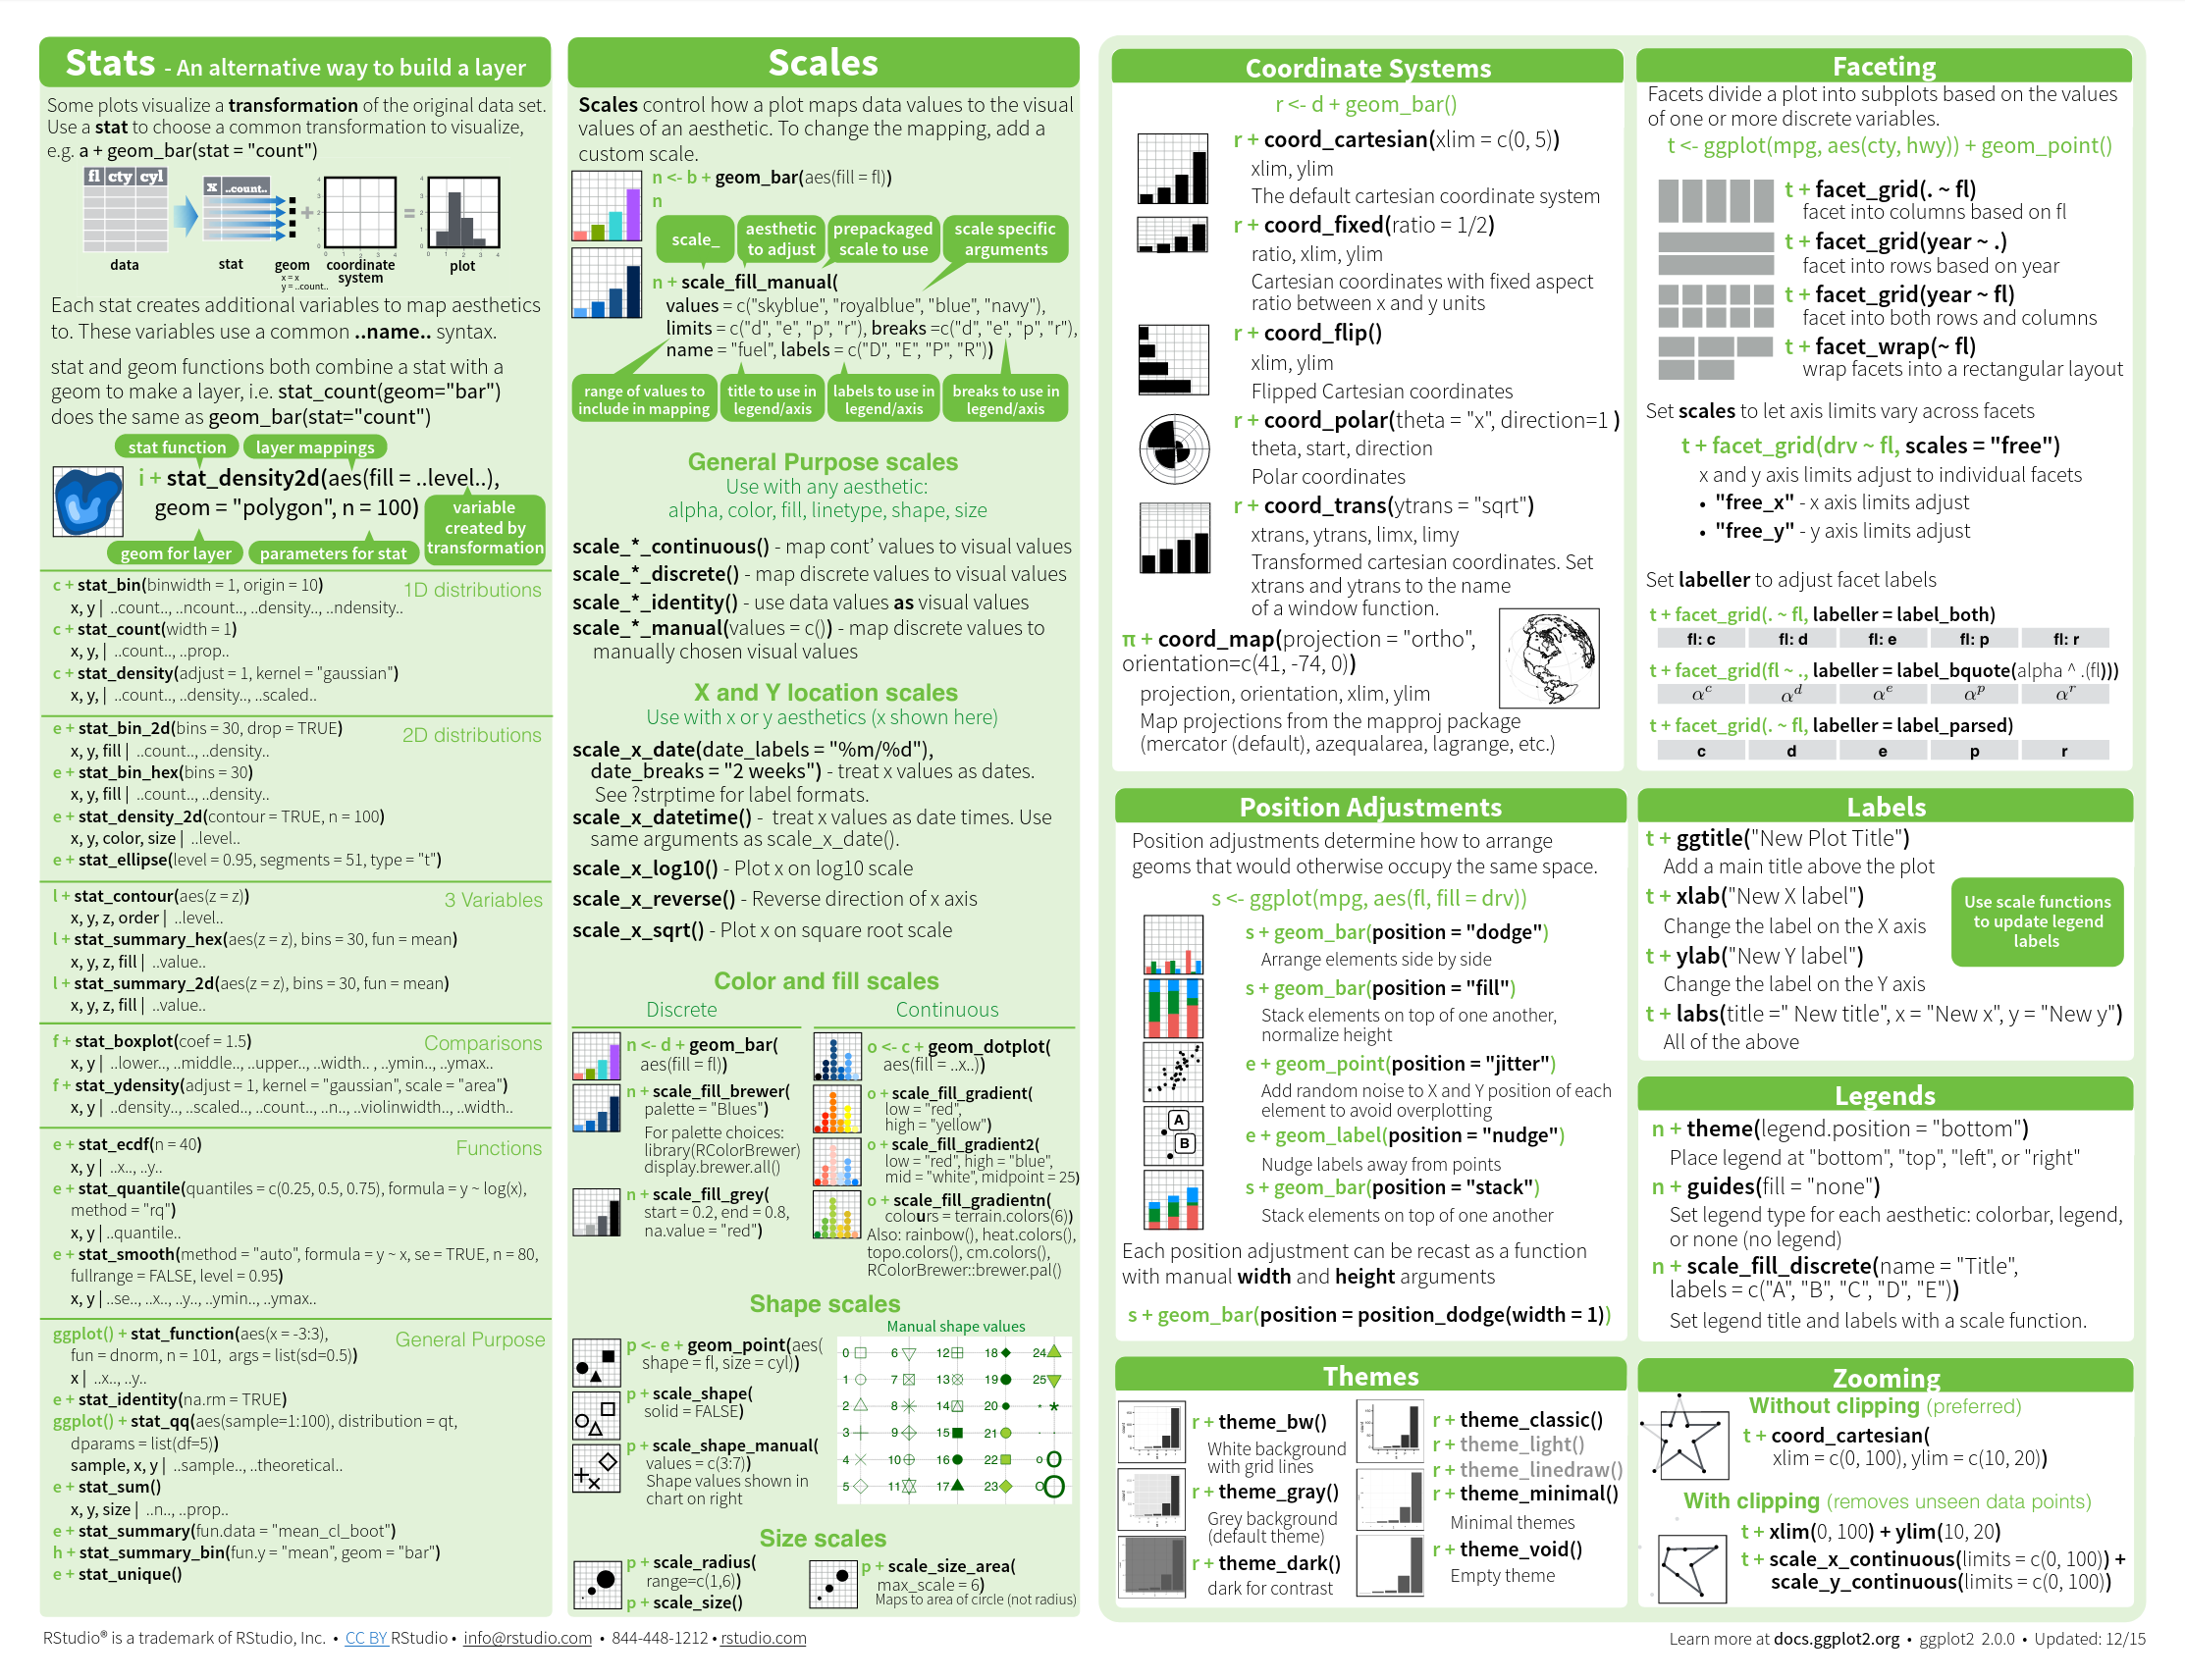 Stats - An alternative way to build a layer
Some plots visualize a transformation of the original data set.
Use a stat to choose a common transformation to visualize,
e.g. a + geom_bar(stat = "count")
fl cty cyl
x ..count..
data stat geom coordinate system plot
x = x
y = ..count..
Each stat creates additional variables to map aesthetics
to. These variables use a common ..name.. syntax.
stat and geom functions both combine a stat with a
geom to make a layer, i.e. stat_count(geom="bar")
does the same as geom_bar(stat="count")
stat function layer mappings
i + stat_density2d(aes(fill = ..level..),
geom = "polygon", n = 100)
variable
created by
transformation
geom for layer parameters for stat
c + stat_bin(binwidth = 1, origin = 10)
1D distributions
x, y | ..count.., ..ncount.., ..density.., ..ndensity..
c + stat_count(width = 1)
x, y, | ..count.., ..prop..
c + stat_density(adjust = 1, kernel = "gaussian")
x, y, | ..count.., ..density.., ..scaled..
e + stat_bin_2d(bins = 30, drop = TRUE)
2D distributions
x, y, fill | ..count.., ..density..
e + stat_bin_hex(bins = 30)
x, y, fill | ..count.., ..density..
e + stat_density_2d(contour = TRUE, n = 100)
x, y, color, size | ..level..
e + stat_ellipse(level = 0.95, segments = 51, type = "t")
l + stat_contour(aes(z = z))
3 Variables
x, y, z, order | ..level..
l + stat_summary_hex(aes(z = z), bins = 30, fun = mean)
x, y, z, fill | ..value..
l + stat_summary_2d(aes(z = z), bins = 30, fun = mean)
x, y, z, fill | ..value..
f + stat_boxplot(coef = 1.5)
Comparisons
x, y | ..lower.., ..middle.., ..upper.., ..width.. , ..ymin.., ..ymax..
f + stat_ydensity(adjust = 1, kernel = "gaussian", scale = "area")
x, y | ..density.., ..scaled.., ..count.., ..n.., ..violinwidth.., ..width..
e + stat_ecdf(n = 40)
Functions
x, y | ..x.., ..y..
e + stat_quantile(quantiles = c(0.25, 0.5, 0.75), formula = y ~ log(x),
method = "rq")
x, y | ..quantile..
e + stat_smooth(method = "auto", formula = y ~ x, se = TRUE, n = 80,
fullrange = FALSE, level = 0.95)
x, y | ..se.., ..x.., ..y.., ..ymin.., ..ymax..
ggplot() + stat_function(aes(x = -3:3),
General Purpose
fun = dnorm, n = 101, args = list(sd=0.5))
x | ..x.., ..y..
e + stat_identity(na.rm = TRUE)
ggplot() + stat_qq(aes(sample=1:100), distribution = qt,
dparams = list(df=5))
sample, x, y | ..sample.., ..theoretical..
e + stat_sum()
x, y, size | ..n.., ..prop..
e + stat_summary(fun.data = "mean_cl_boot")
h + stat_summary_bin(fun.y = "mean", geom = "bar")
e + stat_unique()
Scales
Scales control how a plot maps data values to the visual
values of an aesthetic. To change the mapping, add a
custom scale.
n <- b + geom_bar(aes(fill = fl))
n
scale_
aesthetic
to adjust
prepackaged
scale to use
scale specific
arguments
n + scale_fill_manual(
values = c("skyblue", "royalblue", "blue", "navy"),
limits = c("d", "e", "p", "r"), breaks =c("d", "e", "p", "r"),
name = "fuel", labels = c("D", "E", "P", "R"))
range of values to
include in mapping
title to use in
legend/axis
labels to use in
legend/axis
breaks to use in
legend/axis
General Purpose scales
Use with any aesthetic:
alpha, color, fill, linetype, shape, size
scale_*_continuous() - map cont' values to visual values
scale_*_discrete() - map discrete values to visual values
scale_*_identity() - use data values as visual values
scale_*_manual(values = c()) - map discrete values to
manually chosen visual values
X and Y location scales
Use with x or y aesthetics (x shown here)
scale_x_date(date_labels = "%m/%d"),
date_breaks = "2 weeks") - treat x values as dates.
See ?strptime for label formats.
scale_x_datetime() - treat x values as date times. Use
same arguments as scale_x_date().
scale_x_log10() - Plot x on log10 scale
scale_x_reverse() - Reverse direction of x axis
scale_x_sqrt() - Plot x on square root scale
Color and fill scales
Discrete
n <- d + geom_bar(
aes(fill = fl))
n + scale_fill_brewer(
palette = "Blues")
For palette choices:
library(RColorBrewer)
display.brewer.all()
n + scale_fill_grey(
start = 0.2, end = 0.8,
na.value = "red")
Continuous
o <- c + geom_dotplot(
aes(fill = ..x..))
o + scale_fill_gradient(
low = "red",
high = "yellow")
o + scale_fill_gradient2(
low = "red", high = "blue",
mid = "white", midpoint = 25)
o + scale_fill_gradientn(
colours = terrain.colors(6))
Also: rainbow(), heat.colors(),
topo.colors(), cm.colors(),
RColorBrewer::brewer.pal()
Shape scales
p <- e + geom_point(aes(
shape = fl, size = cyl))
p + scale_shape(
solid = FALSE)
p + scale_shape_manual(
values = c(3:7))
Shape values shown in
chart on right
Manual shape values
0 6 12 18 24
1 7 13 19 25
2 8 14 20 * *
3 9 15 21 . .
4 10 16 22 o O
5 11 17 23 O O
Size scales
p + scale_radius(
range=c(1,6))
p + scale_size()
p + scale_size_area(
max_scale = 6)
Maps to area of circle (not radius)
Coordinate Systems
r <- d + geom_bar()
r + coord_cartesian(xlim = c(0, 5))
xlim, ylim
The default cartesian coordinate system
r + coord_fixed(ratio = 1/2)
ratio, xlim, ylim
Cartesian coordinates with fixed aspect
ratio between x and y units
r + coord_flip()
xlim, ylim
Flipped Cartesian coordinates
r + coord_polar(theta = "x", direction=1 )
theta, start, direction
Polar coordinates
r + coord_trans(ytrans = "sqrt")
xtrans, ytrans, limx, limy
Transformed cartesian coordinates. Set
xtrans and ytrans to the name
of a window function.
π + coord_map(projection = "ortho",
orientation=c(41, -74, 0))
projection, orientation, xlim, ylim
Map projections from the mapproj package
(mercator (default), azequalarea, lagrange, etc.)
Position Adjustments
Position adjustments determine how to arrange
geoms that would otherwise occupy the same space.
s <- ggplot(mpg, aes(fl, fill = drv))
s + geom_bar(position = "dodge")
Arrange elements side by side
s + geom_bar(position = "fill")
Stack elements on top of one another,
normalize height
e + geom_point(position = "jitter")
Add random noise to X and Y position of each
element to avoid overplotting
A
B
e + geom_label(position = "nudge")
Nudge labels away from points
s + geom_bar(position = "stack")
Stack elements on top of one another
Each position adjustment can be recast as a function
with manual width and height arguments
s + geom_bar(position = position_dodge(width = 1))
Themes
r + theme_bw()
White background
with grid lines
r + theme_gray()
Grey background
(default theme)
r + theme_dark()
dark for contrast
r + theme_classic()
r + theme_light()
r + theme_linedraw()
r + theme_minimal()
Minimal themes
r + theme_void()
Empty theme
Faceting
Facets divide a plot into subplots based on the values
of one or more discrete variables.
t <- ggplot(mpg, aes(cty, hwy)) + geom_point()
t + facet_grid(. ~ fl)
facet into columns based on fl
t + facet_grid(year ~ .)
facet into rows based on year
t + facet_grid(year ~ fl)
facet into both rows and columns
t + facet_wrap(~ fl)
wrap facets into a rectangular layout
Set scales to let axis limits vary across facets
t + facet_grid(drv ~ fl, scales = "free")
x and y axis limits adjust to individual facets
• "free_x" - x axis limits adjust
• "free_y" - y axis limits adjust
Set labeller to adjust facet labels
t + facet_grid(. ~ fl, labeller = label_both)
fl: c fl: d fl: e fl: p fl: r
t + facet_grid(fl ~ ., labeller = label_bquote(alpha ^ .(fl)))
α^c α^d α^e α^p α^r
t + facet_grid(. ~ fl, labeller = label_parsed)
c d e p r
Labels
t + ggtitle("New Plot Title")
Add a main title above the plot
t + xlab("New X label")
Change the label on the X axis
t + ylab("New Y label")
Change the label on the Y axis
t + labs(title =" New title", x = "New x", y = "New y")
All of the above
Use scale functions
to update legend
labels
Legends
n + theme(legend.position = "bottom")
Place legend at "bottom", "top", "left", or "right"
n + guides(fill = "none")
Set legend type for each aesthetic: colorbar, legend,
or none (no legend)
n + scale_fill_discrete(name = "Title",
labels = c("A", "B", "C", "D", "E"))
Set legend title and labels with a scale function.
Zooming
Without clipping (preferred)
t + coord_cartesian(
xlim = c(0, 100), ylim = c(10, 20))
With clipping (removes unseen data points)
t + xlim(0, 100) + ylim(10, 20)
t + scale_x_continuous(limits = c(0, 100)) +
scale_y_continuous(limits = c(0, 100))
RStudio® is a trademark of RStudio, Inc. • CC BY RStudio • info@rstudio.com • 844-448-1212 • rstudio.com
Learn more at docs.ggplot2.org • ggplot2 2.0.0 • Updated: 12/15